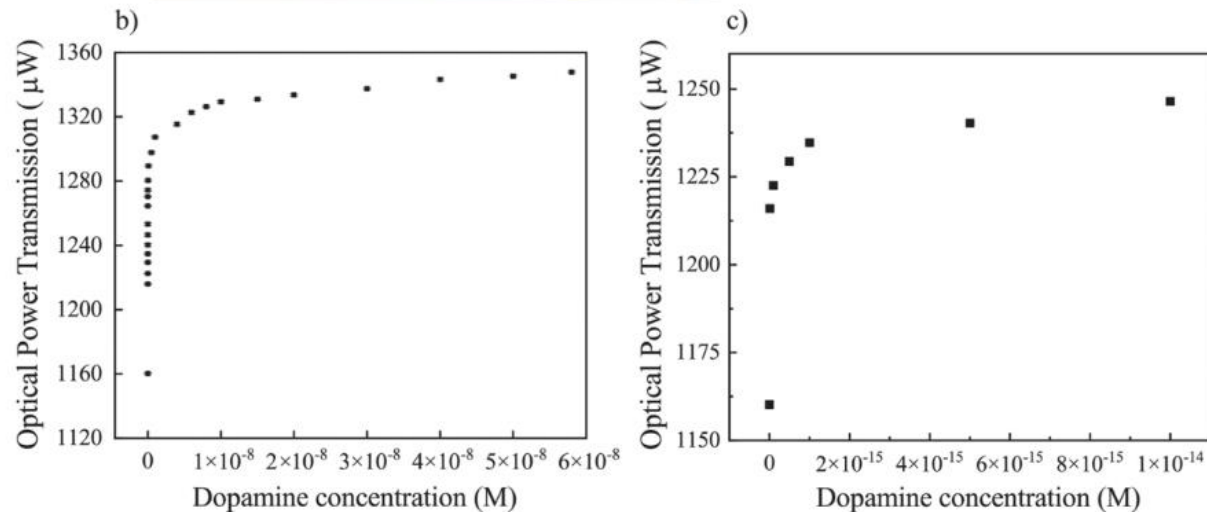 b)
Optical Power Transmission ( μW)
1360
1320
1280
1240
1200
1160
1120
0 1×10⁻⁸ 2×10⁻⁸ 3×10⁻⁸ 4×10⁻⁸ 5×10⁻⁸ 6×10⁻⁸
Dopamine concentration (M)
c)
Optical Power Transmission ( μW)
1250
1225
1200
1175
1150
0 2×10⁻¹⁵ 4×10⁻¹⁵ 6×10⁻¹⁵ 8×10⁻¹⁵ 1×10⁻¹⁴
Dopamine concentration (M)